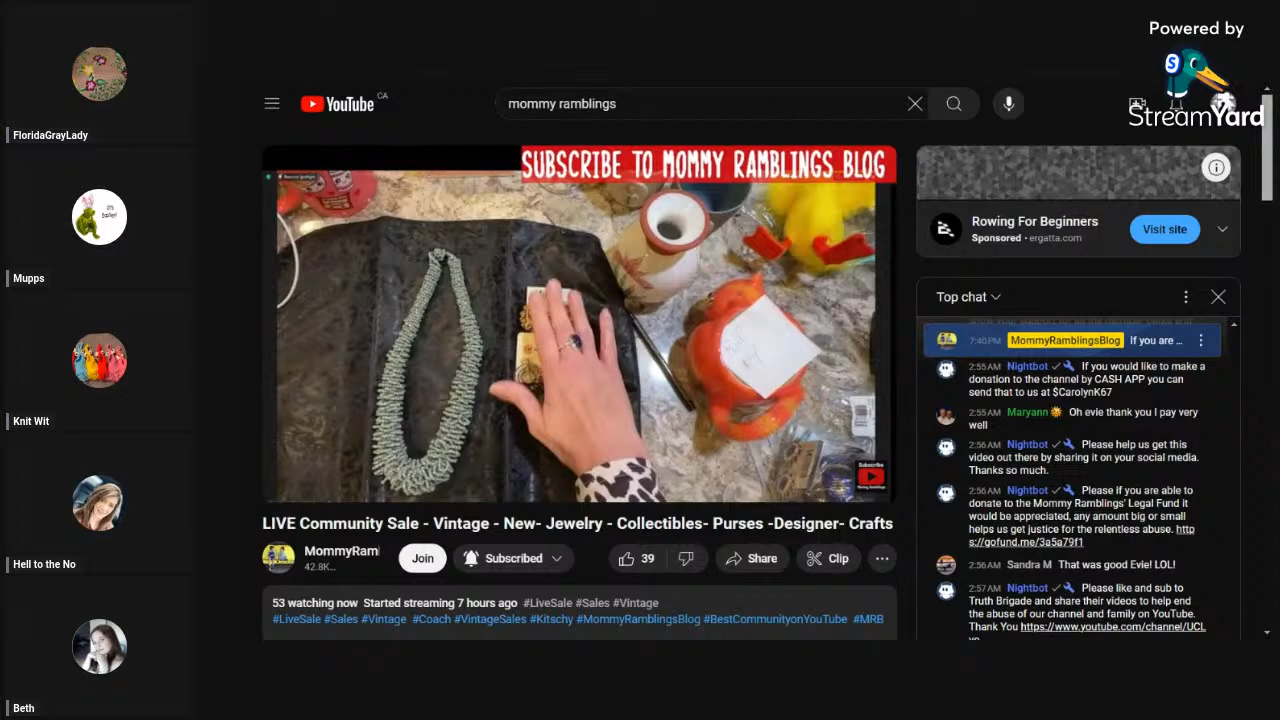 Powered by
StreamYard
FloridaGrayLady
Mupps
Knit Wit
Hell to the No
Beth
YouTube CA
mommy ramblings
SUBSCRIBE TO MOMMY RAMBLINGS BLOG
Subscribe
LIVE Community Sale - Vintage - New- Jewelry - Collectibles- Purses -Designer- Crafts
MommyRaml
42.8K...
Join
Subscribed
39
Share
Clip
53 watching now Started streaming 7 hours ago #LiveSale #Sales #Vintage
#LiveSale #Sales #Vintage #Coach #VintageSales #Kitschy #MommyRamblingsBlog #BestCommunityonYouTube #MRB
Rowing For Beginners
Sponsored · ergatta.com
Visit site
Top chat
7:40 PM MommyRamblingsBlog If you are ...
2:55 AM Nightbot If you would like to make a
donation to the channel by CASH APP you can
send that to us at $CarolynK67
2:55 AM Maryann Oh evie thank you I pay very
well
2:56 AM Nightbot Please help us get this
video out there by sharing it on your social media.
Thanks so much.
2:56 AM Nightbot Please if you are able to
donate to the Mommy Ramblings' Legal Fund it
would be appreciated, any amount big or small
helps us get justice for the relentless abuse. http
s://gofund.me/3a5a79f1
2:56 AM Sandra M That was good Evie! LOL!
2:57 AM Nightbot Please like and sub to
Truth Brigade and share their videos to help end
the abuse of our channel and family on YouTube.
Thank You https://www.youtube.com/channel/UCL